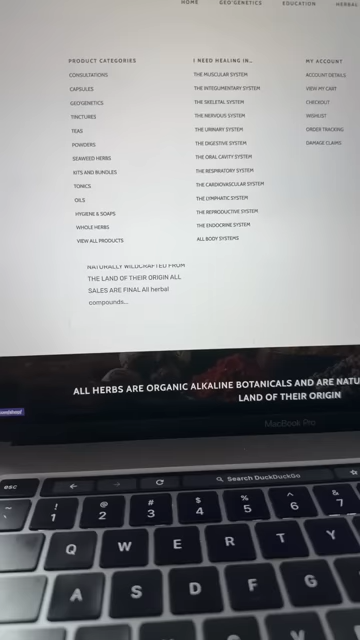 HOME GEO'GENETICS EDUCATION HERBAL
PRODUCT CATEGORIES
CONSULTATIONS
CAPSULES
GEO'GENETICS
TINCTURES
TEAS
POWDERS
SEAWEED HERBS
KITS AND BUNDLES
TONICS
OILS
HYGIENE & SOAPS
WHOLE HERBS
VIEW ALL PRODUCTS
I NEED HEALING IN...
THE MUSCULAR SYSTEM
THE INTEGUMENTARY SYSTEM
THE SKELETAL SYSTEM
THE NERVOUS SYSTEM
THE URINARY SYSTEM
THE DIGESTIVE SYSTEM
THE ORAL CAVITY SYSTEM
THE RESPIRATORY SYSTEM
THE CARDIOVASCULAR SYSTEM
THE LYMPHATIC SYSTEM
THE REPRODUCTIVE SYSTEM
THE ENDOCRINE SYSTEM
ALL BODY SYSTEMS
MY ACCOUNT
ACCOUNT DETAILS
VIEW MY CART
CHECKOUT
WISHLIST
ORDER TRACKING
DAMAGE CLAIMS
NATURALLY WILDCRAFTED FROM
THE LAND OF THEIR ORIGIN ALL
SALES ARE FINAL All herbal
compounds...
ALL HERBS ARE ORGANIC ALKALINE BOTANICALS AND ARE NATU
LAND OF THEIR ORIGIN
MacBook Pro
esc Search DuckDuckGo
~ ! @ # $ % ^ &
1 2 3 4 5 6 7
Q W E R T Y
A S D F G